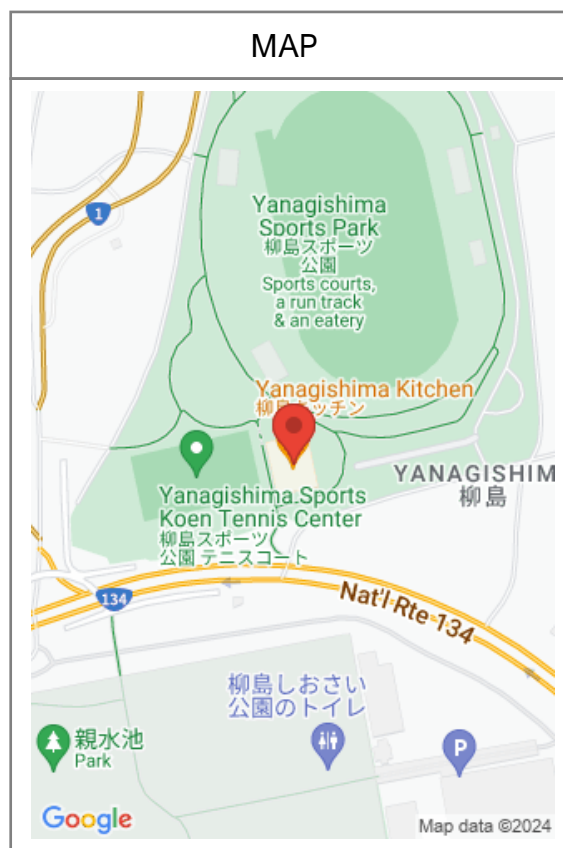 MAP
1
Yanagishima
Sports Park
柳島スポーツ
公園
Sports courts,
a run track
& an eatery
Yanagishima Kitchen
柳島キッチン
YANAGISHIM
柳島
Yanagishima Sports
Koen Tennis Center
柳島スポーツ
公園 テニスコート
134
Nat'l Rte 134
柳島しおさい
公園のトイレ
親水池
Park
P
Google
Map data ©2024